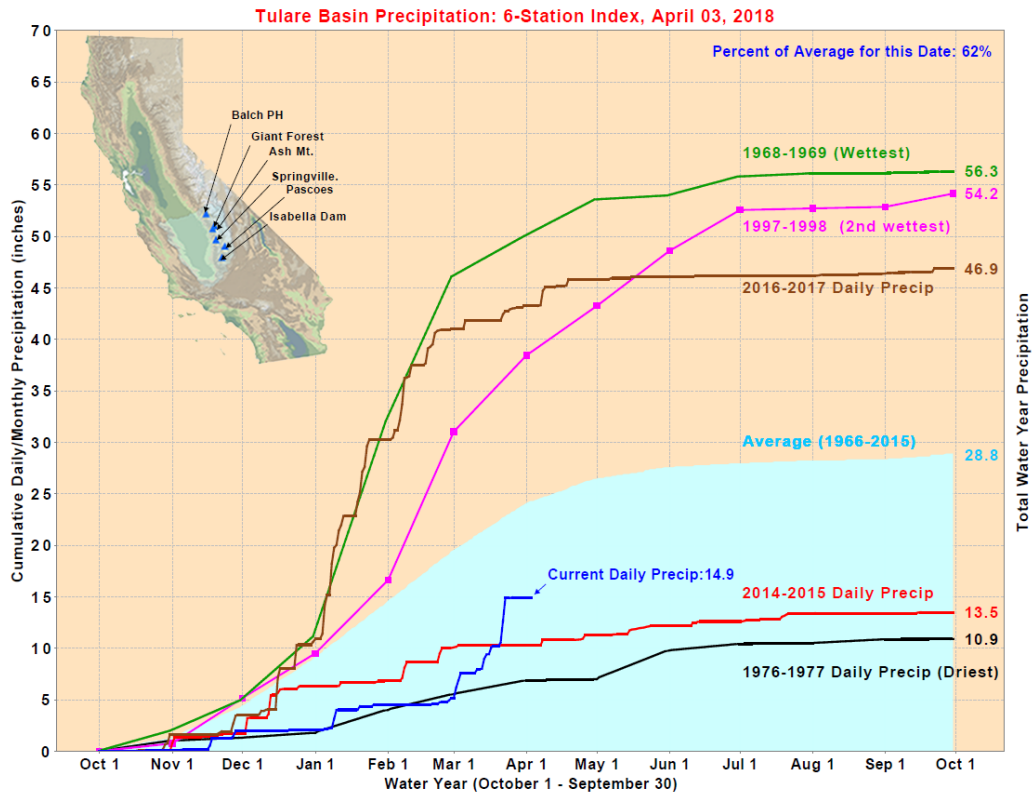 Tulare Basin Precipitation: 6-Station Index, April 03, 2018
Percent of Average for this Date: 62%
Cumulative Daily/Monthly Precipitation (inches)
70
65
60
55
50
45
40
35
30
25
20
15
10
5
0
Balch PH
Giant Forest
Ash Mt.
Springville.
Pascoes
Isabella Dam
1968-1969 (Wettest)
56.3
54.2
1997-1998 (2nd wettest)
46.9
2016-2017 Daily Precip
Average (1966-2015)
28.8
Current Daily Precip:14.9
2014-2015 Daily Precip
13.5
10.9
1976-1977 Daily Precip (Driest)
Total Water Year Precipitation
Oct 1 Nov 1 Dec 1 Jan 1 Feb 1 Mar 1 Apr 1 May 1 Jun 1 Jul 1 Aug 1 Sep 1 Oct 1
Water Year (October 1 - September 30)